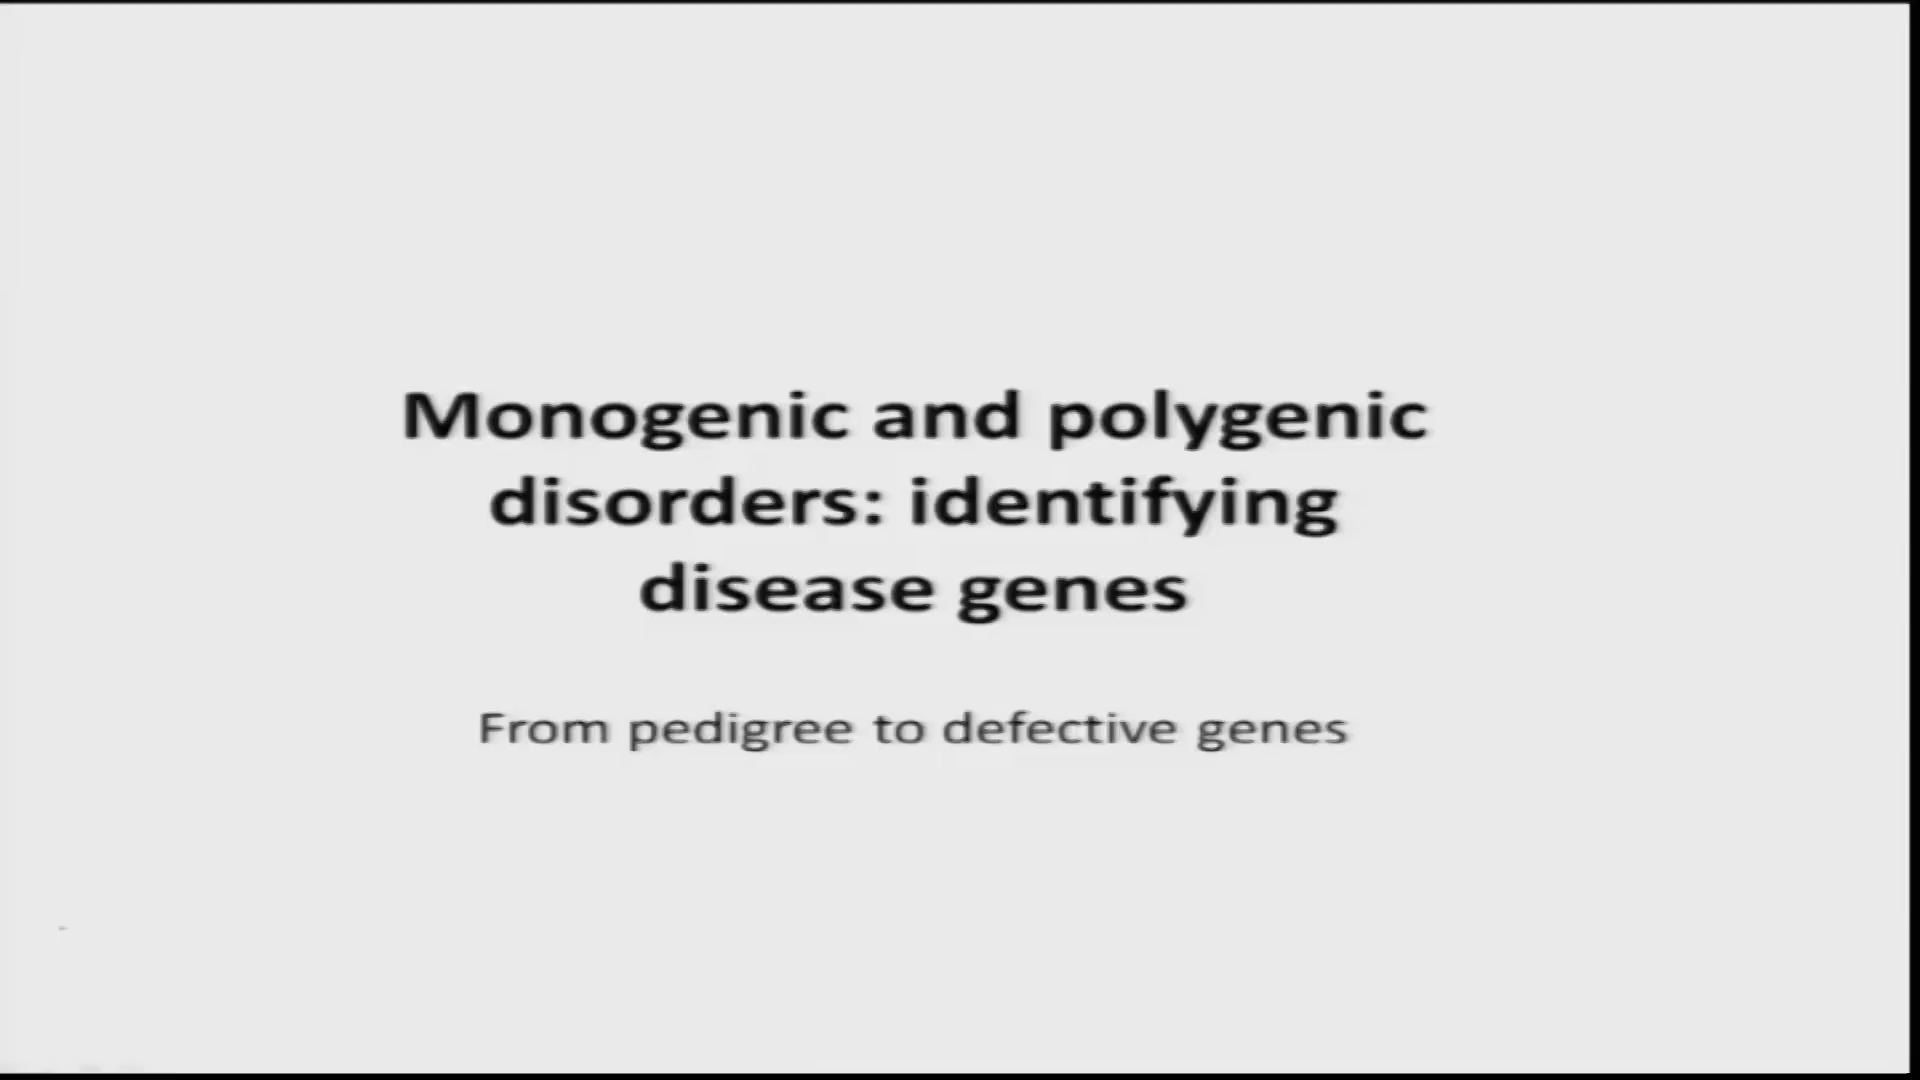 Monogenic and polygenic
disorders: identifying
disease genes
From pedigree to defective genes